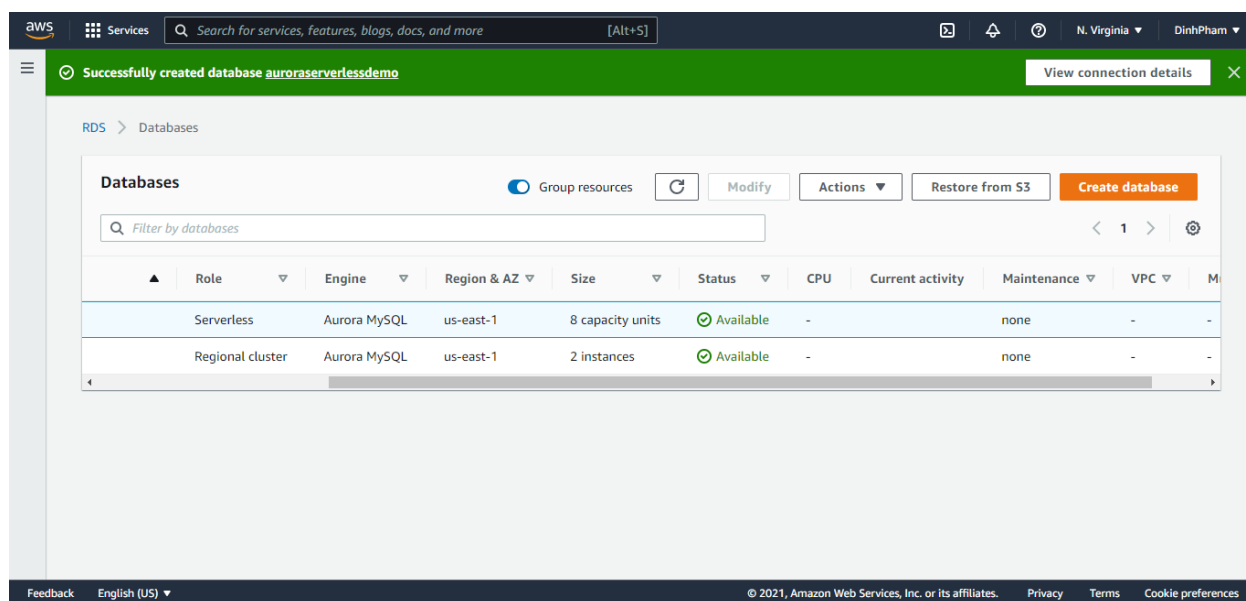 aws Services Search for services, features, blogs, docs, and more [Alt+S] N. Virginia ▼ DinhPham ▼
Successfully created database auroraserverlessdemo View connection details
RDS > Databases
Databases Group resources Modify Actions ▼ Restore from S3 Create database
Filter by databases 1
Role Engine Region & AZ Size Status CPU Current activity Maintenance VPC
Serverless Aurora MySQL us-east-1 8 capacity units Available - none - -
Regional cluster Aurora MySQL us-east-1 2 instances Available - none - -
Feedback English (US) ▼ © 2021, Amazon Web Services, Inc. or its affiliates. Privacy Terms Cookie preferences